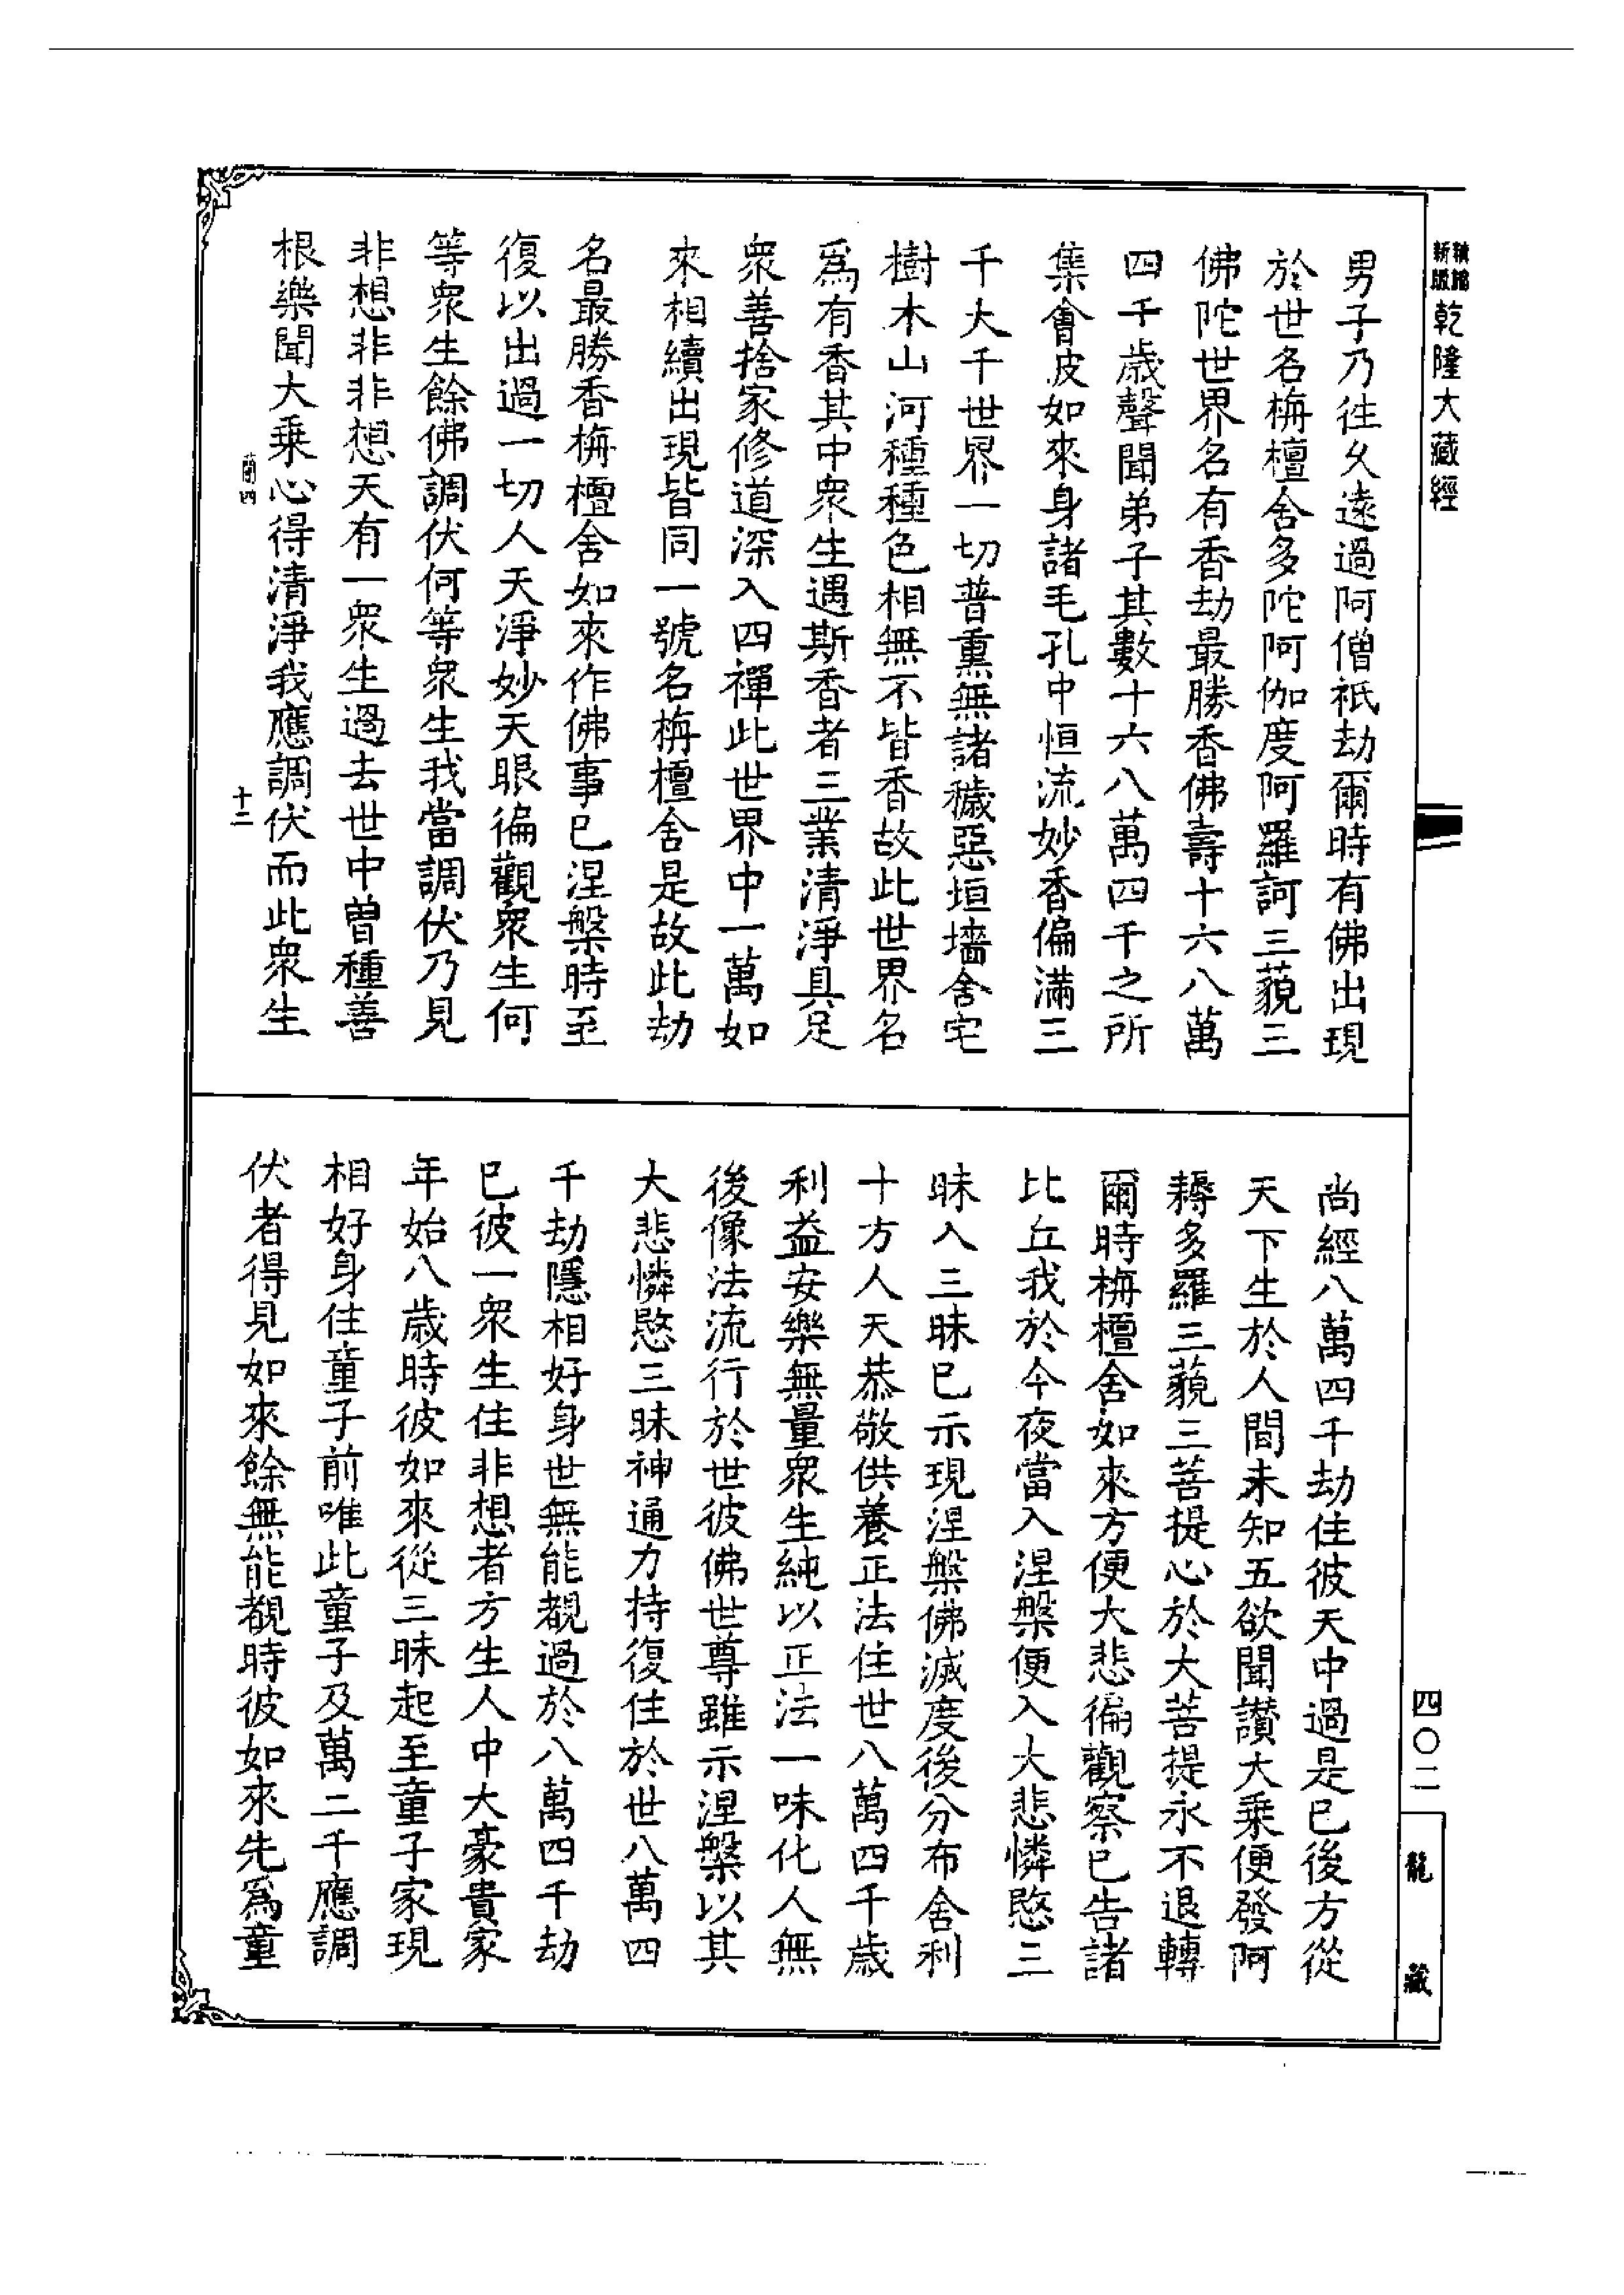 新版
精縮
乾隆大藏經
男子乃往久遠過阿僧祇劫爾時有佛出現
於世名栴檀舍多陀阿伽度阿羅訶三藐三
佛陀世界名有香劫最勝香佛壽十六八萬
四千歲聲聞弟子其數十六八萬四千之所
集會彼如來身諸毛孔中恒流妙香徧滿三
千大千世界一切普熏無諸穢惡垣墻舍宅
樹木山河種種色相無不皆香故此世界名
為有香其中衆生遇斯香者三業清淨具足
衆善捨家修道深入四禪此世界中一萬如
來相續出現皆同一號名栴檀舍是故此劫
名最勝香栴檀舍如來作佛事已涅槃時至
復以出過一切人天淨妙天眼徧觀衆生何
等衆生餘佛調伏何等衆生我當調伏乃見
非想非非想天有一衆生過去世中曾種善
根樂聞大乗心得清淨我應調伏而此衆生
蘭四
十二
尚經八萬四千劫住彼天中過是已後方從
天下生於人間未知五欲聞讃大乗便發阿
耨多羅三藐三菩提心於大菩提永不退轉
爾時栴檀舍如來方便大悲徧觀察已告諸
比丘我於今夜當入涅槃便入大悲憐愍三
昧入三昧已示現涅槃佛滅度後分布舍利
十方人天恭敬供養正法住世八萬四千歲
利益安樂無量衆生純以正法一味化人無
後像法流行於世彼佛世尊雖示涅槃以其
大悲憐愍三昧神通力持復住於世八萬四
千劫隱相好身世無能覩過於八萬四千劫
已彼一衆生住非想者方生人中大豪貴家
年始八歲時彼如來從三昧起至童子家現
相好身住童子前唯此童子及萬二千應調
伏者得見如來餘無能覩時彼如來先為童
四〇二
龍藏